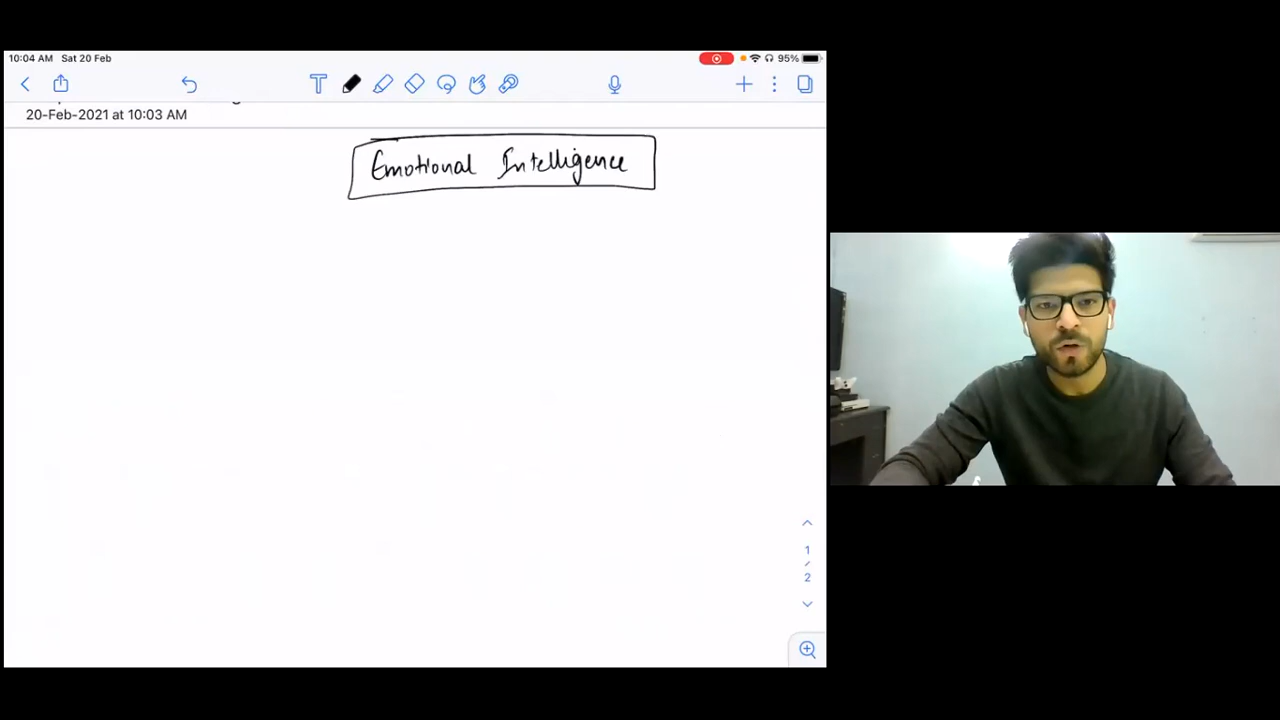 10:04 AM Sat 20 Feb
95%
T
20-Feb-2021 at 10:03 AM
Emotional Intelligence
1
/
2